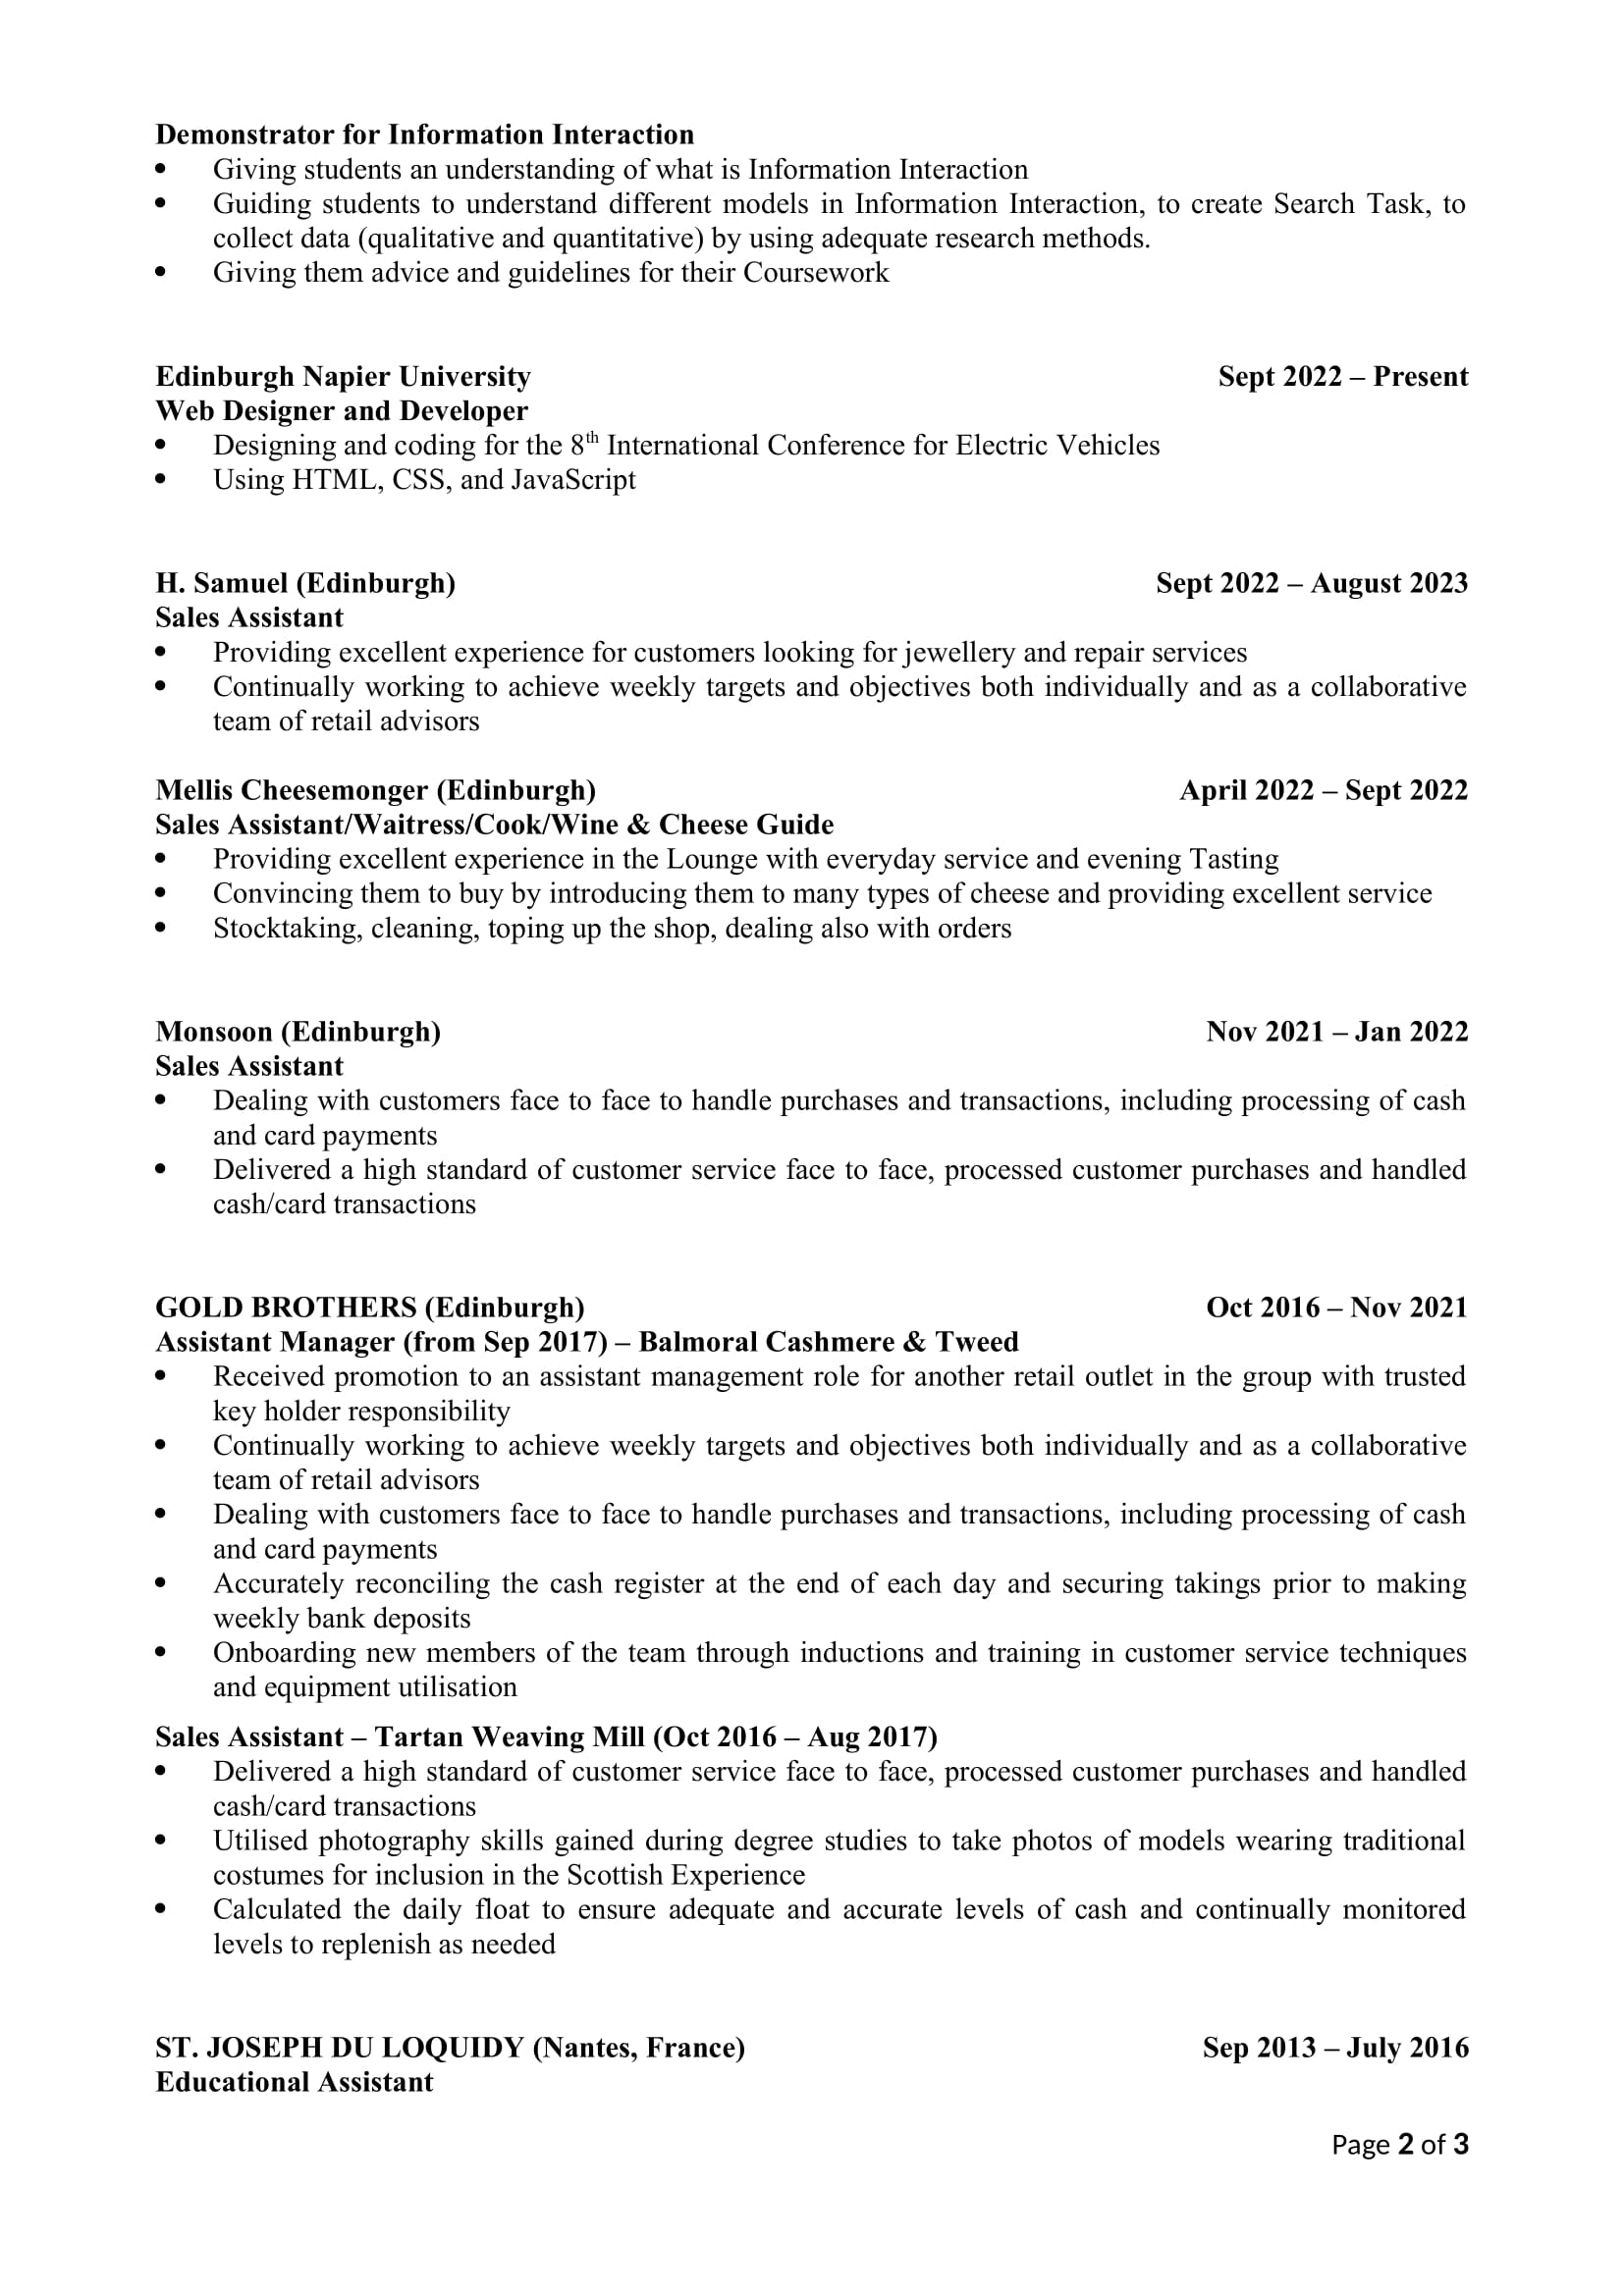 Demonstrator for Information Interaction
• Giving students an understanding of what is Information Interaction
• Guiding students to understand different models in Information Interaction, to create Search Task, to
collect data (qualitative and quantitative) by using adequate research methods.
• Giving them advice and guidelines for their Coursework
Edinburgh Napier University Sept 2022 – Present
Web Designer and Developer
• Designing and coding for the 8th International Conference for Electric Vehicles
• Using HTML, CSS, and JavaScript
H. Samuel (Edinburgh) Sept 2022 – August 2023
Sales Assistant
• Providing excellent experience for customers looking for jewellery and repair services
• Continually working to achieve weekly targets and objectives both individually and as a collaborative
team of retail advisors
Mellis Cheesemonger (Edinburgh) April 2022 – Sept 2022
Sales Assistant/Waitress/Cook/Wine & Cheese Guide
• Providing excellent experience in the Lounge with everyday service and evening Tasting
• Convincing them to buy by introducing them to many types of cheese and providing excellent service
• Stocktaking, cleaning, toping up the shop, dealing also with orders
Monsoon (Edinburgh) Nov 2021 – Jan 2022
Sales Assistant
• Dealing with customers face to face to handle purchases and transactions, including processing of cash
and card payments
• Delivered a high standard of customer service face to face, processed customer purchases and handled
cash/card transactions
GOLD BROTHERS (Edinburgh) Oct 2016 – Nov 2021
Assistant Manager (from Sep 2017) – Balmoral Cashmere & Tweed
• Received promotion to an assistant management role for another retail outlet in the group with trusted
key holder responsibility
• Continually working to achieve weekly targets and objectives both individually and as a collaborative
team of retail advisors
• Dealing with customers face to face to handle purchases and transactions, including processing of cash
and card payments
• Accurately reconciling the cash register at the end of each day and securing takings prior to making
weekly bank deposits
• Onboarding new members of the team through inductions and training in customer service techniques
and equipment utilisation
Sales Assistant – Tartan Weaving Mill (Oct 2016 – Aug 2017)
• Delivered a high standard of customer service face to face, processed customer purchases and handled
cash/card transactions
• Utilised photography skills gained during degree studies to take photos of models wearing traditional
costumes for inclusion in the Scottish Experience
• Calculated the daily float to ensure adequate and accurate levels of cash and continually monitored
levels to replenish as needed
ST. JOSEPH DU LOQUIDY (Nantes, France) Sep 2013 – July 2016
Educational Assistant
Page 2 of 3